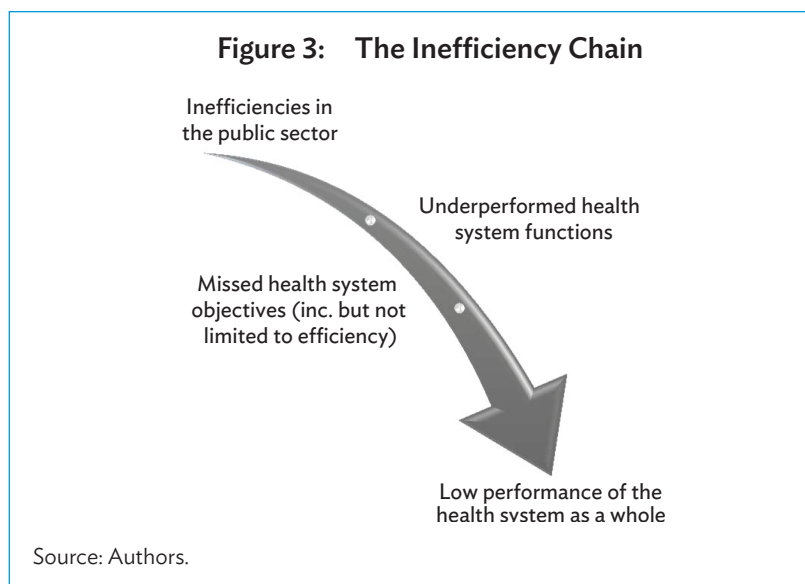 Figure 3: The Inefficiency Chain
Inefficiencies in
the public sector
Underperformed health
system functions
Missed health system
objectives (inc. but not
limited to efficiency)
Low performance of the
health system as a whole
Source: Authors.